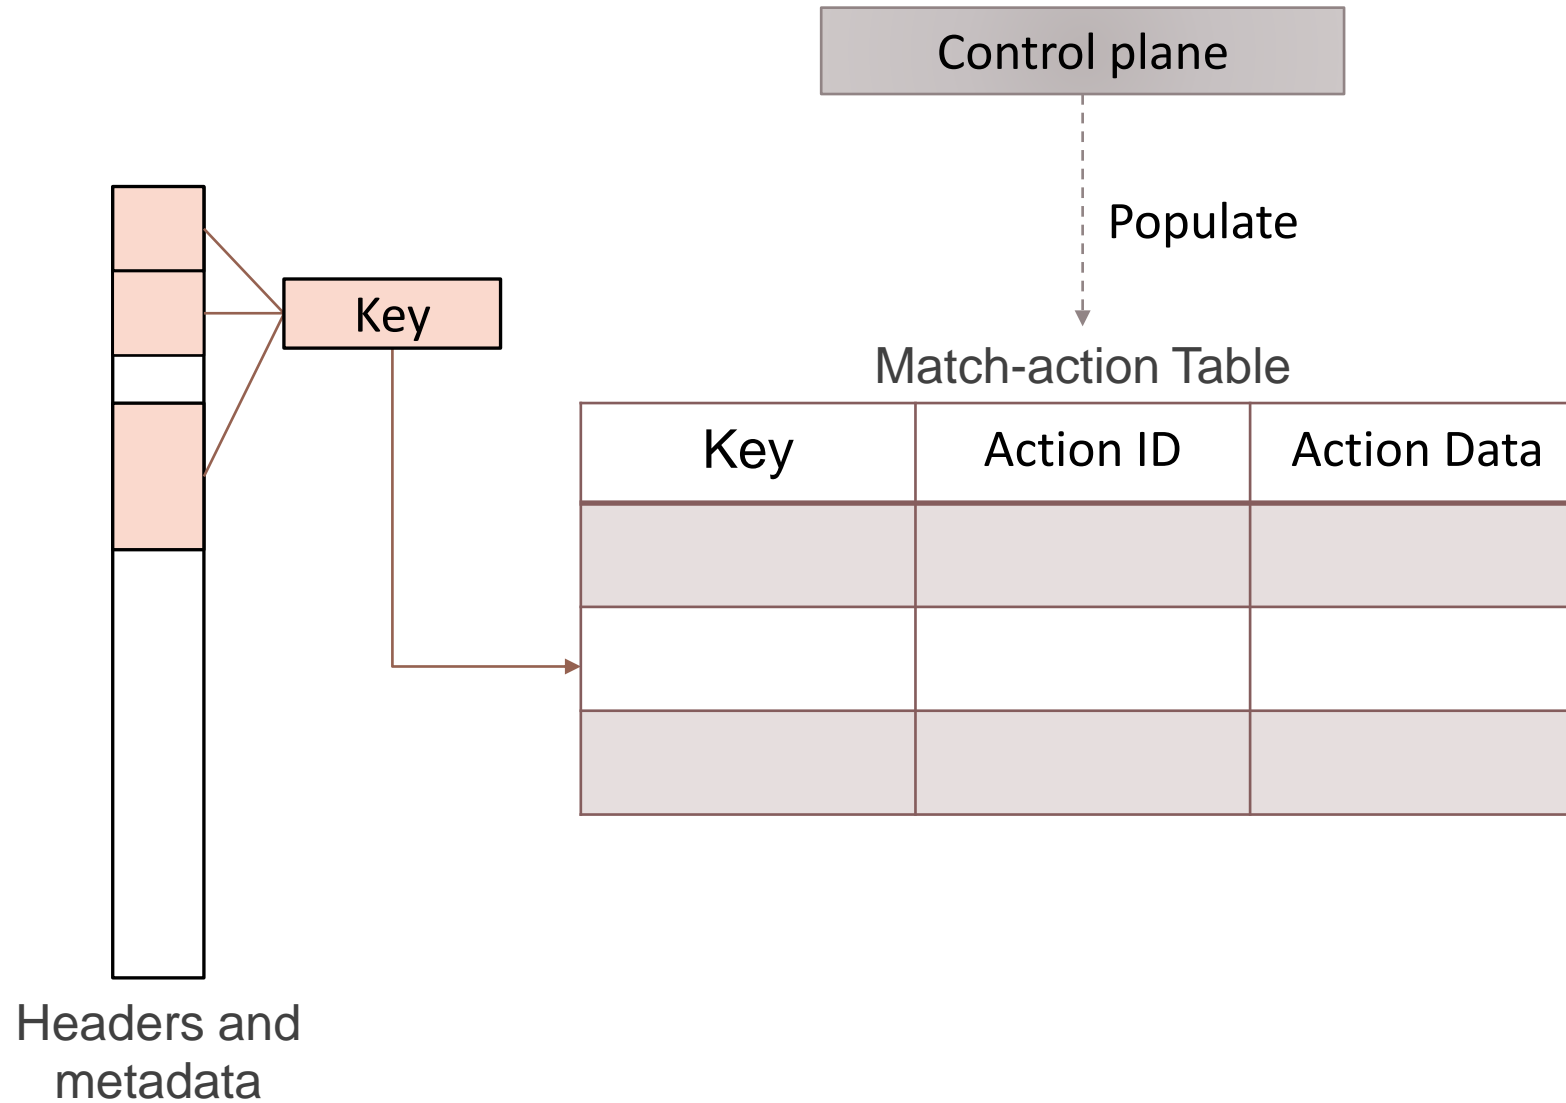 Control plane
Populate
Key
Match-action Table
Key
Action ID
Action Data
Headers and
metadata